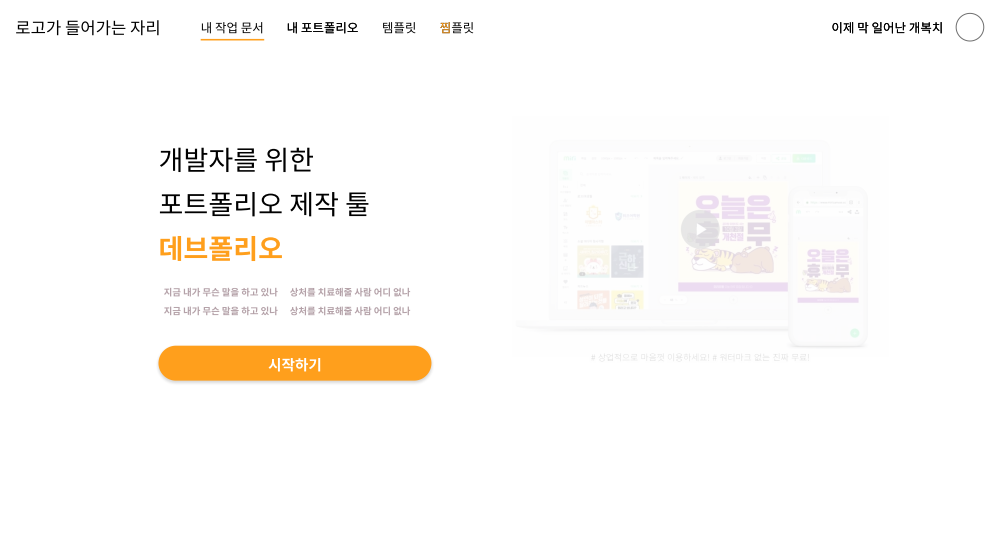 로고가 들어가는 자리 내 작업 문서 내 포트폴리오 템플릿 찜플릿 이제 막 일어난 개복치
개발자를 위한
포트폴리오 제작 툴
데브폴리오
지금 내가 무슨 말을 하고 있나 상처를 치료해줄 사람 어디 없나
지금 내가 무슨 말을 하고 있나 상처를 치료해줄 사람 어디 없나
시작하기
오늘은
휴무
오늘은
휴무
# 상업적으로 마음껏 이용하세요! # 워터마크 없는 진짜 무료!